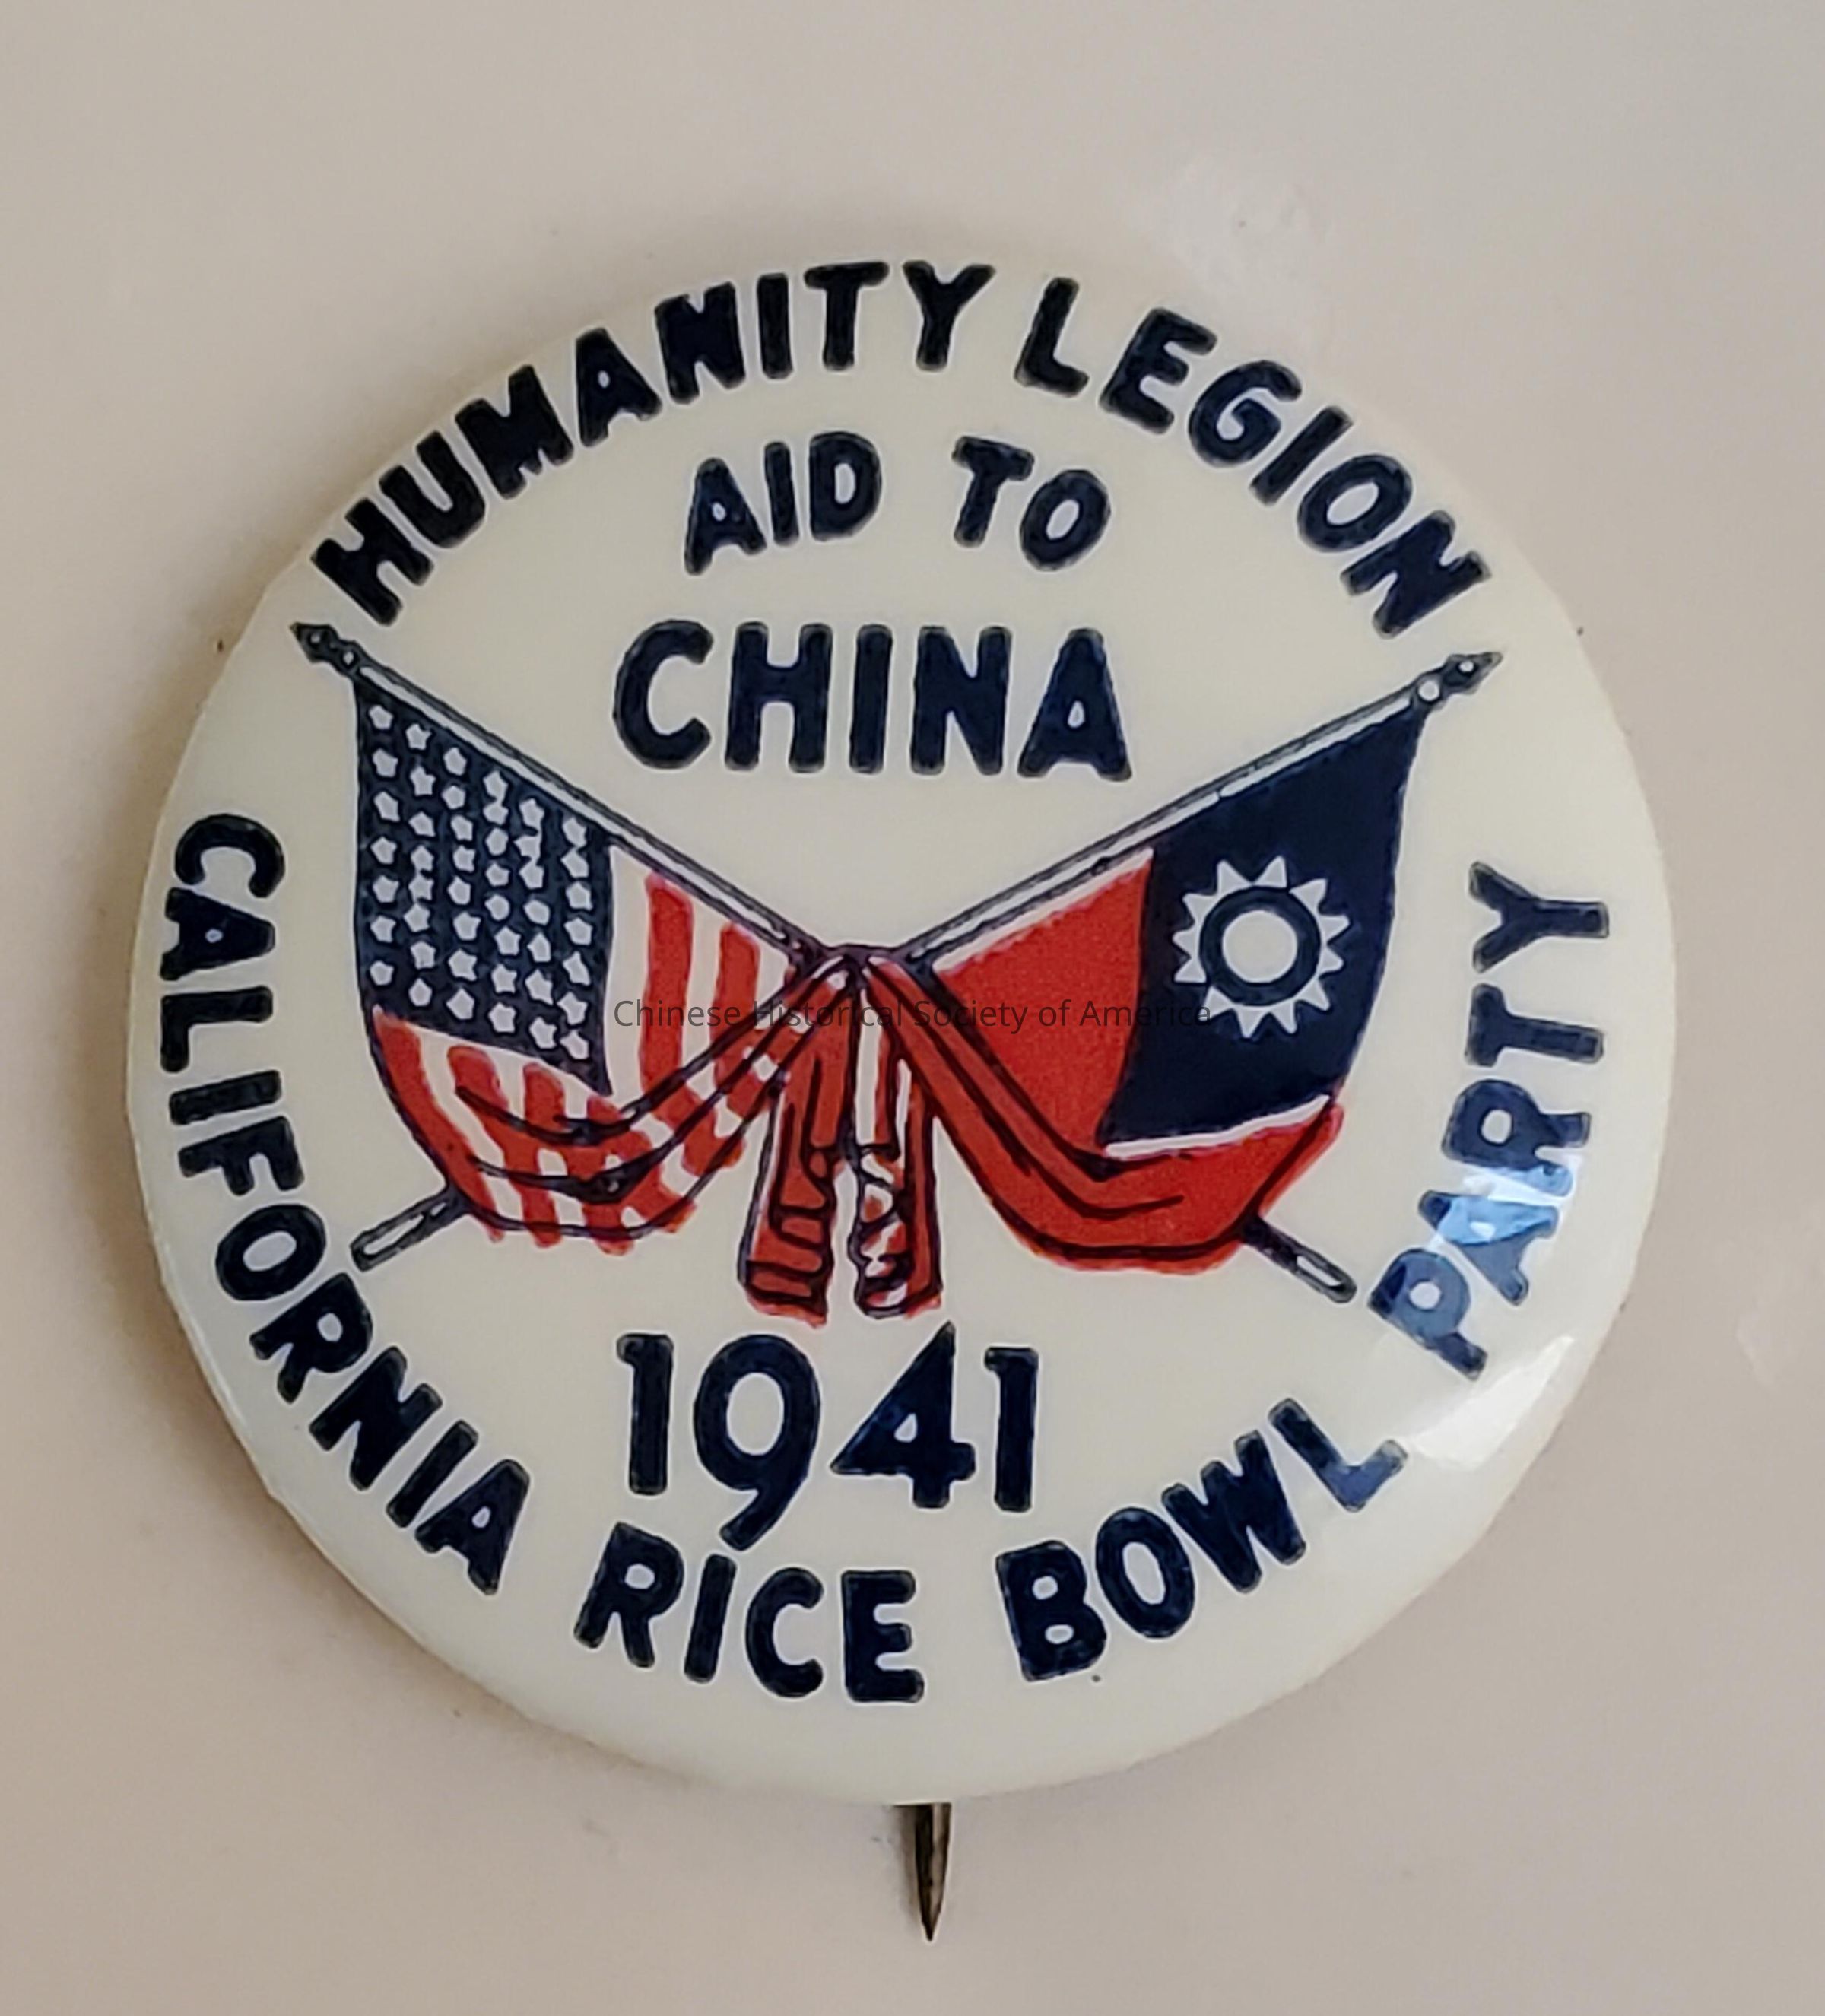 HUMANITY LEGION
AID TO
CHINA
Chinese Historical Society of America
1941
CALIFORNIA RICE BOWL PARTY